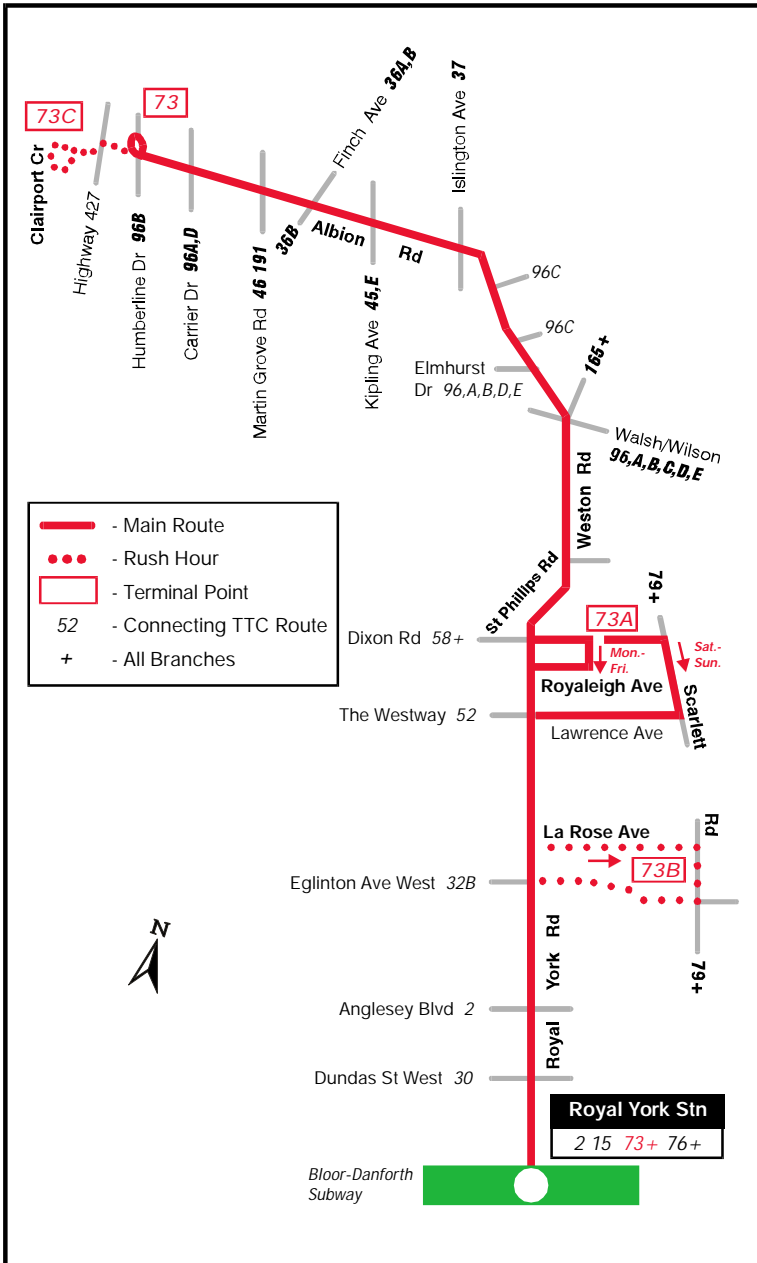 73
73C
Clairport Cr
Highway 427
Humberline Dr 96B
Carrier Dr 96A,D
Martin Grove Rd 46 191
36B
Finch Ave 36A,B
Albion Rd
Kipling Ave 45,E
Islington Ave 37
96C
96C
Elmhurst
Dr 96,A,B,D,E
165+
Walsh/Wilson
96,A,B,C,D,E
Weston Rd
- Main Route
- Rush Hour
- Terminal Point
52 - Connecting TTC Route
+ - All Branches
St Phillips Rd
Dixon Rd 58+
73A
79+
Mon.-
Fri.
Sat.-
Sun.
Royaleigh Ave
Scarlett
The Westway 52
Lawrence Ave
La Rose Ave
Rd
73B
Eglinton Ave West 32B
79+
N
Royal York Rd
Anglesey Blvd 2
Dundas St West 30
Royal York Stn
2 15 73+ 76+
Bloor-Danforth
Subway